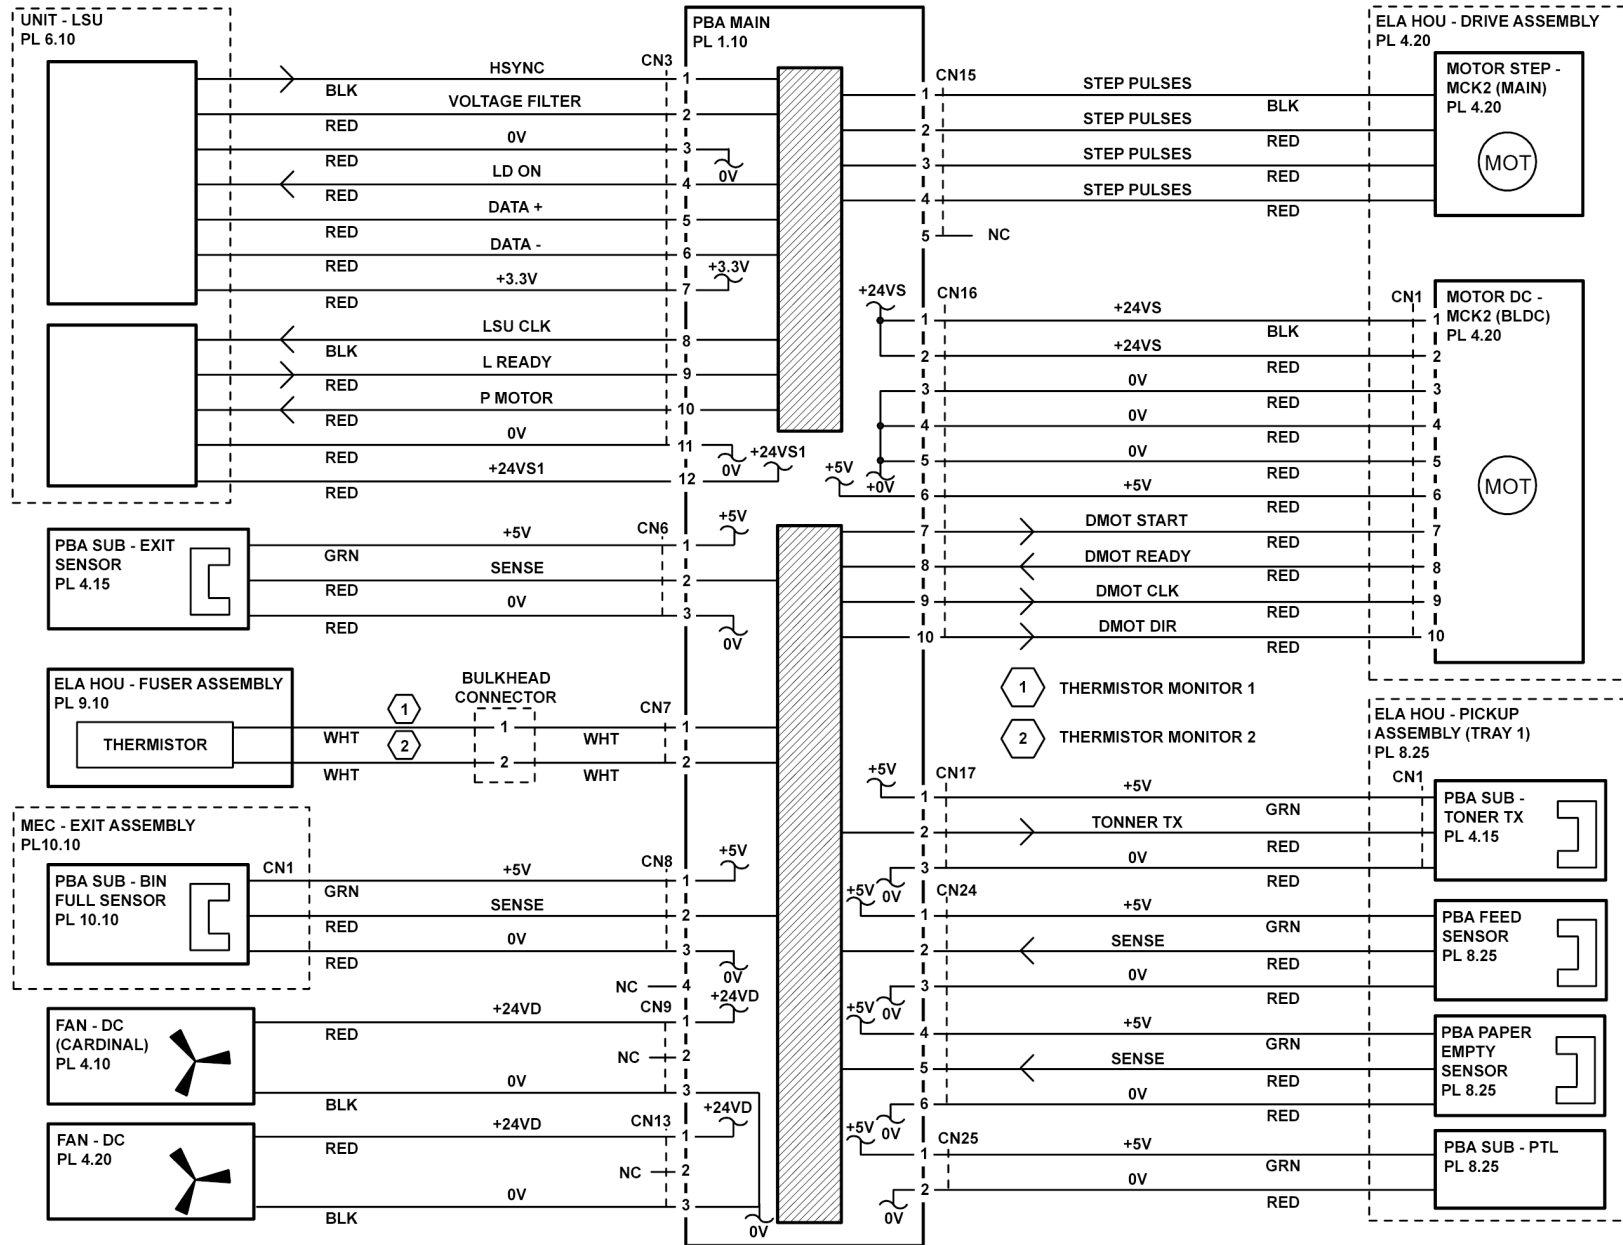 UNIT - LSU
PL 6.10
CN3
HSYNC
1
BLK
VOLTAGE FILTER
2
RED
0V
3
0V
RED
LD ON
4
RED
DATA +
5
RED
DATA -
6
RED
+3.3V
+3.3V
7
RED
LSU CLK
8
BLK
L READY
9
RED
P MOTOR
10
RED
0V
11
0V
RED
+24VS1
+24VS1
12
RED
PBA SUB - EXIT
SENSOR
PL 4.15
CN6
+5V
+5V
1
GRN
SENSE
2
RED
0V
3
0V
RED
ELA HOU - FUSER ASSEMBLY
PL 9.10
THERMISTOR
BULKHEAD
CONNECTOR
CN7
1
1
1
WHT
WHT
2
2
2
WHT
WHT
MEC - EXIT ASSEMBLY
PL10.10
PBA SUB - BIN
FULL SENSOR
PL 10.10
CN1
CN8
+5V
+5V
1
GRN
SENSE
2
RED
0V
3
0V
RED
NC
4
FAN - DC
(CARDINAL)
PL 4.10
CN9
+24VD
+24VD
1
RED
NC
2
0V
3
BLK
FAN - DC
PL 4.20
CN13
+24VD
+24VD
1
RED
NC
2
0V
3
BLK
0V
PBA MAIN
PL 1.10
CN15
1
STEP PULSES
BLK
2
STEP PULSES
RED
3
STEP PULSES
RED
4
STEP PULSES
RED
5
NC
ELA HOU - DRIVE ASSEMBLY
PL 4.20
MOTOR STEP -
MCK2 (MAIN)
PL 4.20
MOT
+24VS
CN16
CN1
1
+24VS
1
BLK
2
+24VS
2
RED
3
0V
3
RED
4
0V
4
RED
5
0V
5
RED
+0V
+5V
6
+5V
6
RED
7
DMOT START
7
RED
8
DMOT READY
8
RED
9
DMOT CLK
9
RED
10
DMOT DIR
10
RED
MOTOR DC -
MCK2 (BLDC)
PL 4.20
MOT
1
THERMISTOR MONITOR 1
2
THERMISTOR MONITOR 2
ELA HOU - PICKUP
ASSEMBLY (TRAY 1)
PL 8.25
+5V
CN17
CN1
1
+5V
GRN
2
TONNER TX
RED
3
0V
0V
RED
PBA SUB -
TONER TX
PL 4.15
+5V
CN24
1
+5V
GRN
2
SENSE
RED
3
0V
0V
RED
PBA FEED
SENSOR
PL 8.25
+5V
4
+5V
GRN
5
SENSE
RED
6
0V
0V
RED
PBA PAPER
EMPTY
SENSOR
PL 8.25
+5V
CN25
1
+5V
GRN
2
0V
0V
RED
PBA SUB - PTL
PL 8.25